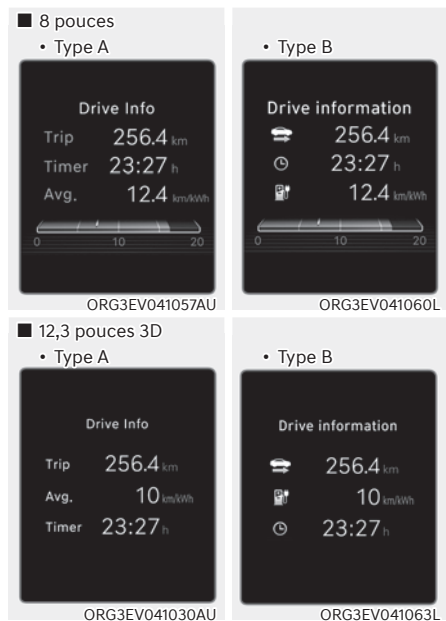 ■ 8 pouces
• Type A
• Type B
Drive Info
Trip 256.4 km
Timer 23:27 h
Avg. 12.4 km/kWh
0 10 20
ORG3EV041057AU
Drive information
256.4 km
23:27 h
12.4 km/kWh
0 10 20
ORG3EV041060L
■ 12,3 pouces 3D
• Type A
• Type B
Drive Info
Trip 256.4 km
Avg. 10 km/kWh
Timer 23:27 h
ORG3EV041030AU
Drive information
256.4 km
10 km/kWh
23:27 h
ORG3EV041063L